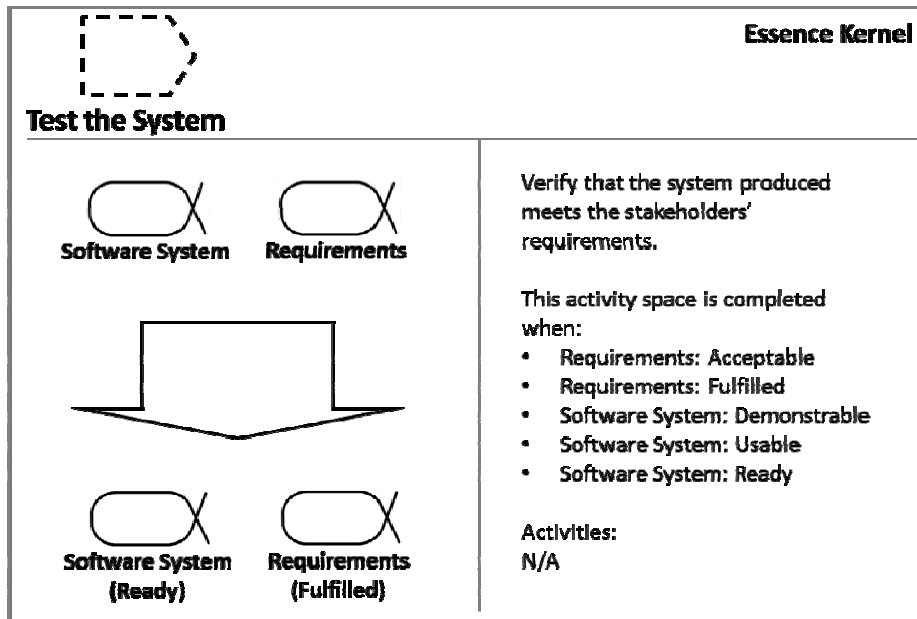 Essence Kernel
Test the System
Software System
Requirements
Software System
(Ready)
Requirements
(Fulfilled)
Verify that the system produced
meets the stakeholders'
requirements.
This activity space is completed
when:
• Requirements: Acceptable
• Requirements: Fulfilled
• Software System: Demonstrable
• Software System: Usable
• Software System: Ready
Activities:
N/A